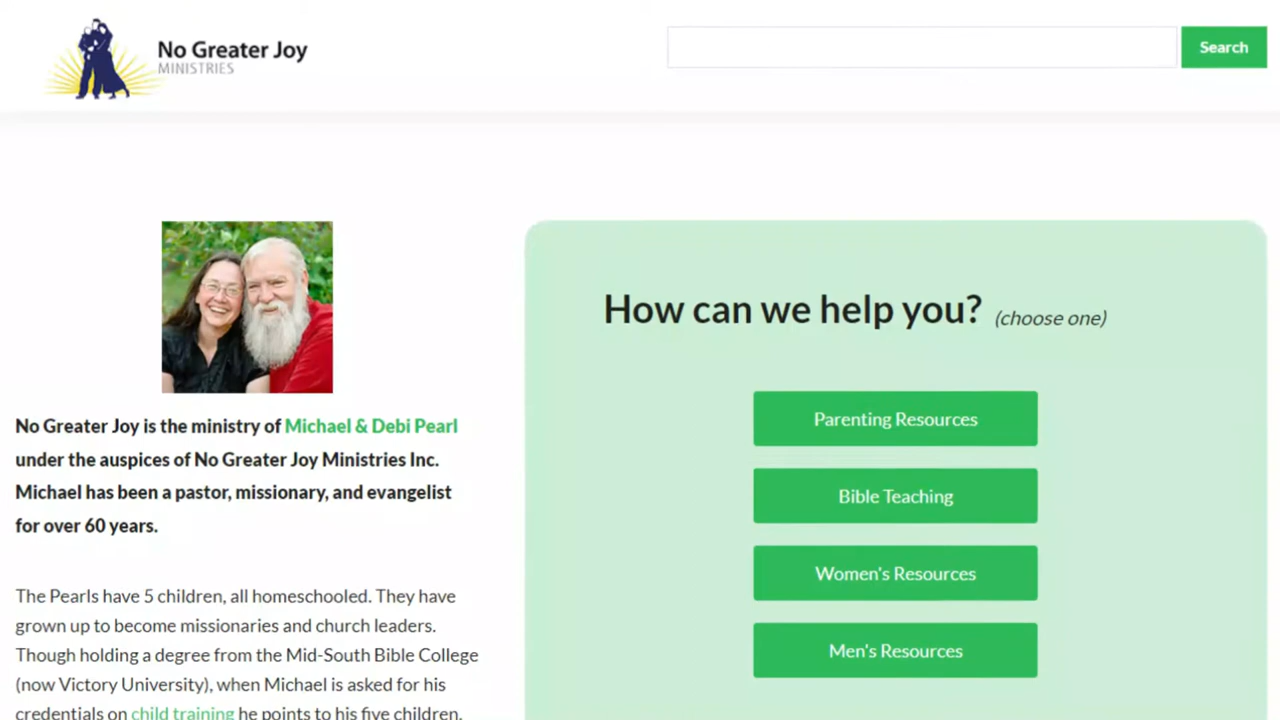 No Greater Joy
MINISTRIES
Search
No Greater Joy is the ministry of Michael & Debi Pearl
under the auspices of No Greater Joy Ministries Inc.
Michael has been a pastor, missionary, and evangelist
for over 60 years.
The Pearls have 5 children, all homeschooled. They have
grown up to become missionaries and church leaders.
Though holding a degree from the Mid-South Bible College
(now Victory University), when Michael is asked for his
credentials on child training he points to his five children.
How can we help you? (choose one)
Parenting Resources
Bible Teaching
Women's Resources
Men's Resources